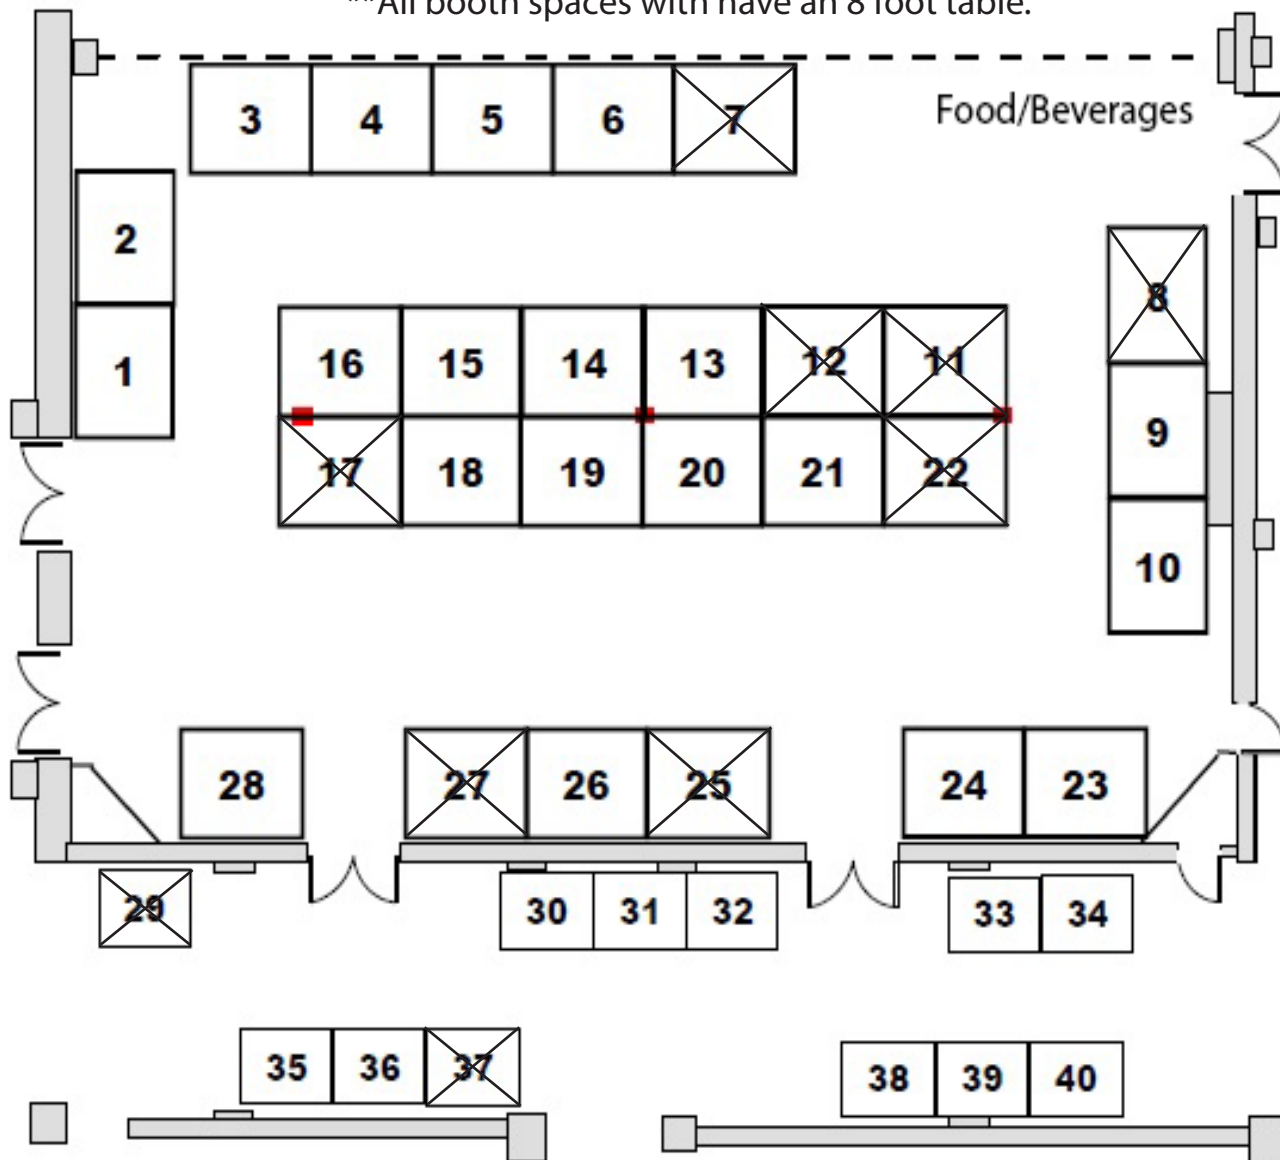 **All booth spaces with have an 8 foot table.
Food/Beverages
3 4 5 6 7
2
1
8
9
10
16 15 14 13 12 11
17 18 19 20 21 22
28 27 26 25 24 23
29 30 31 32 33 34
35 36 37 38 39 40